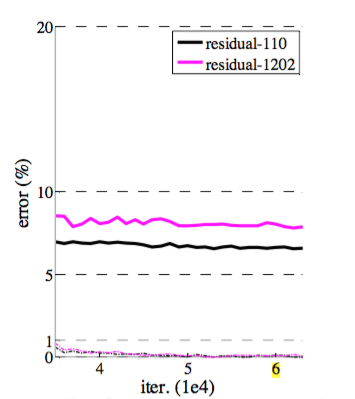 20
residual-110
residual-1202
10
error (%)
5
1
0
4 5 6
iter. (1e4)